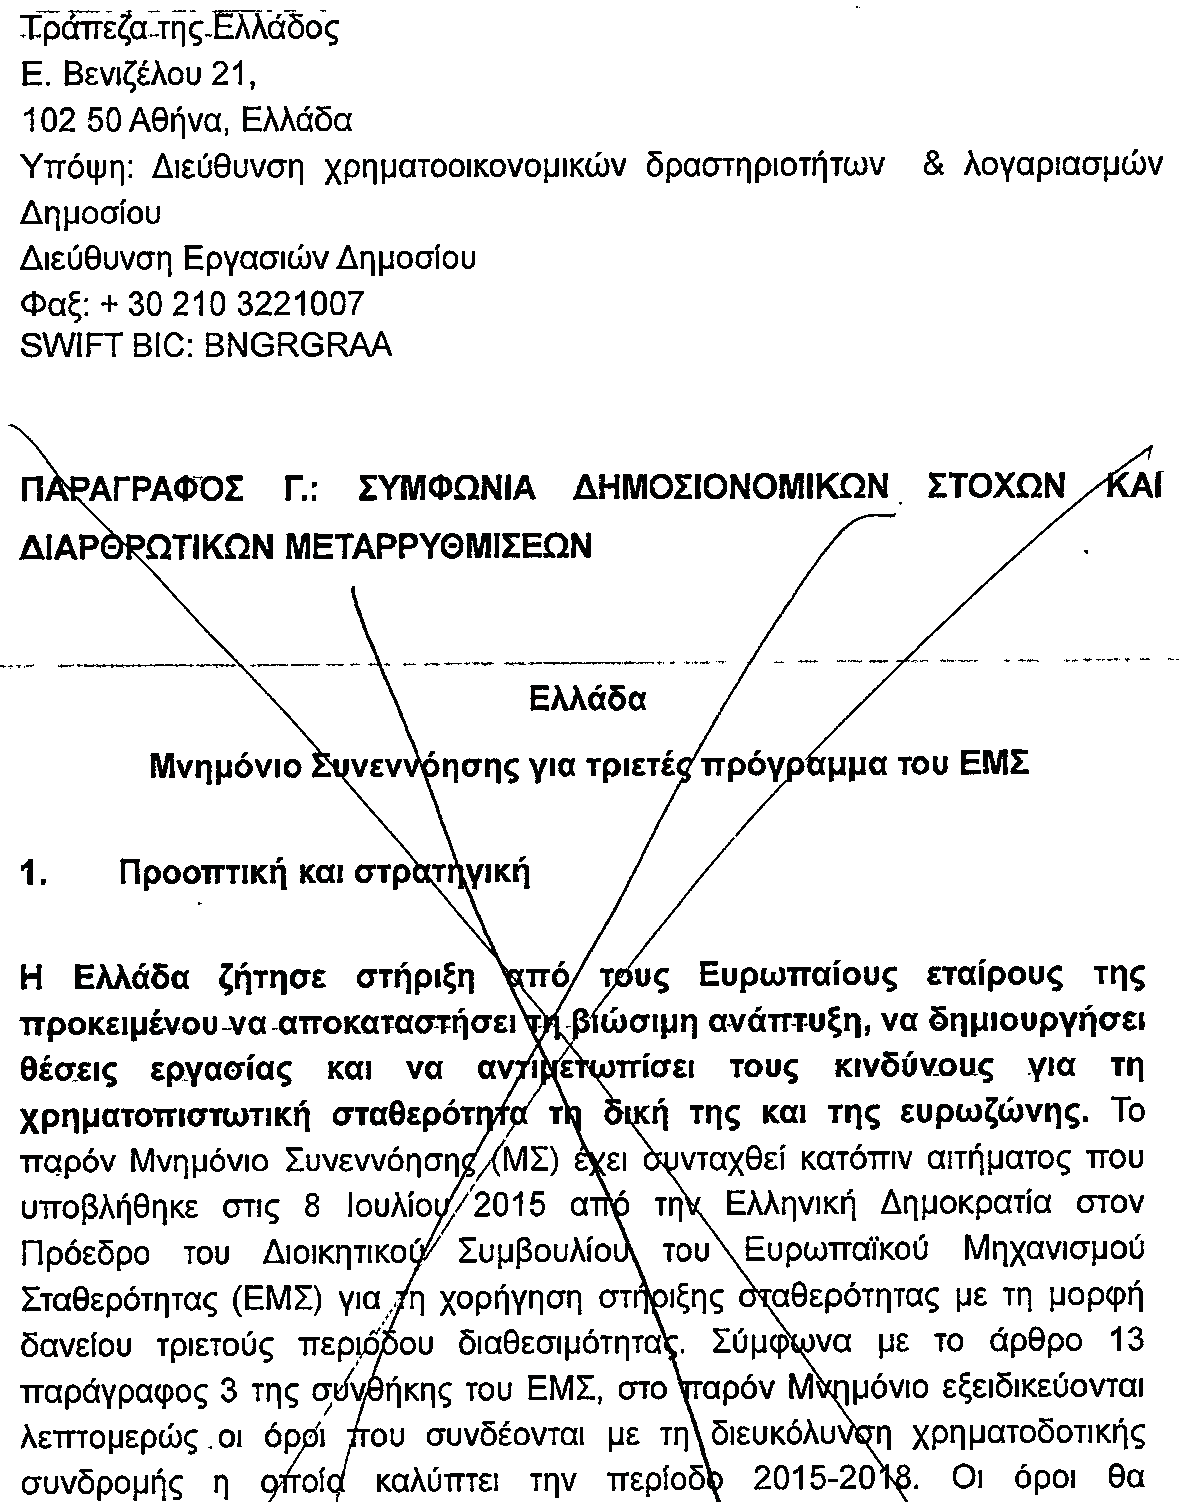 Τράπεζα της Ελλάδος
Ε. Βενιζέλου 21,
102 50 Αθήνα, Ελλάδα
Υπόψη: Διεύθυνση χρηματοοικονομικών δραστηριοτήτων & λογαριασμών
Δημοσίου
Διεύθυνση Εργασιών Δημοσίου
Φαξ: + 30 210 3221007
SWIFT BIC: BNGRGRAA
ΠΑΡΑΓΡΑΦΟΣ Γ.: ΣΥΜΦΩΝΙΑ ΔΗΜΟΣΙΟΝΟΜΙΚΩΝ ΣΤΟΧΩΝ ΚΑΙ
ΔΙΑΡΘΡΩΤΙΚΩΝ ΜΕΤΑΡΡΥΘΜΙΣΕΩΝ
Ελλάδα
Μνημόνιο Συνεννόησης για τριετές πρόγραμμα του ΕΜΣ
1. Προοπτική και στρατηγική
Η Ελλάδα ζήτησε στήριξη από τους Ευρωπαίους εταίρους της
προκειμένου να αποκαταστήσει τη βιώσιμη ανάπτυξη, να δημιουργήσει
θέσεις εργασίας και να αντιμετωπίσει τους κινδύνους για τη
χρηματοπιστωτική σταθερότητα τη δική της και της ευρωζώνης. Το
παρόν Μνημόνιο Συνεννόησης (ΜΣ) έχει συνταχθεί κατόπιν αιτήματος που
υποβλήθηκε στις 8 Ιουλίου 2015 από την Ελληνική Δημοκρατία στον
Πρόεδρο του Διοικητικού Συμβουλίου του Ευρωπαϊκού Μηχανισμού
Σταθερότητας (ΕΜΣ) για τη χορήγηση στήριξης σταθερότητας με τη μορφή
δανείου τριετούς περιόδου διαθεσιμότητας. Σύμφωνα με το άρθρο 13
παράγραφος 3 της συνθήκης του ΕΜΣ, στο παρόν Μνημόνιο εξειδικεύονται
λεπτομερώς οι όροι που συνδέονται με τη διευκόλυνση χρηματοδοτικής
συνδρομής η οποία καλύπτει την περίοδο 2015-2018. Οι όροι θα